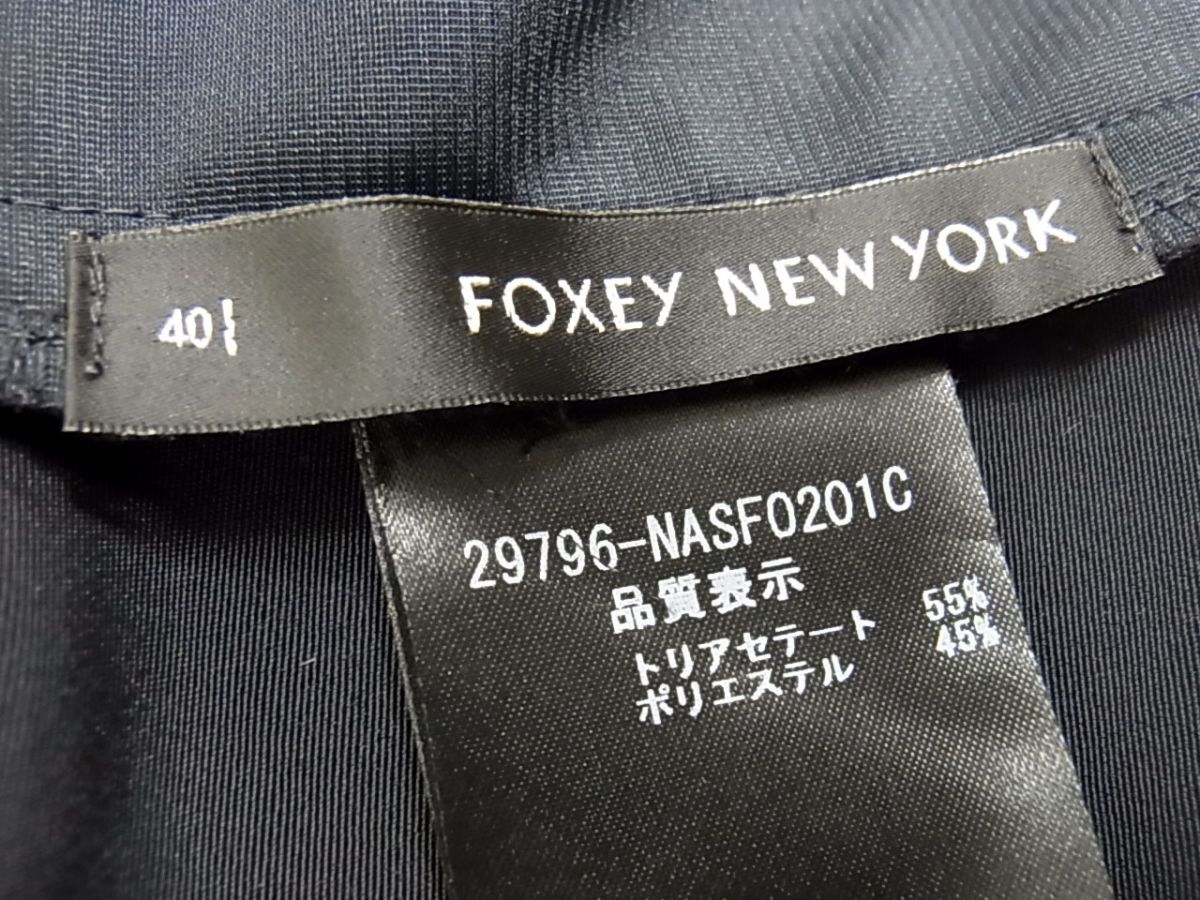 40
FOXEY NEW YORK
29796-NASF0201C
品質表示
トリアセテート 55%
ポリエステル 45%